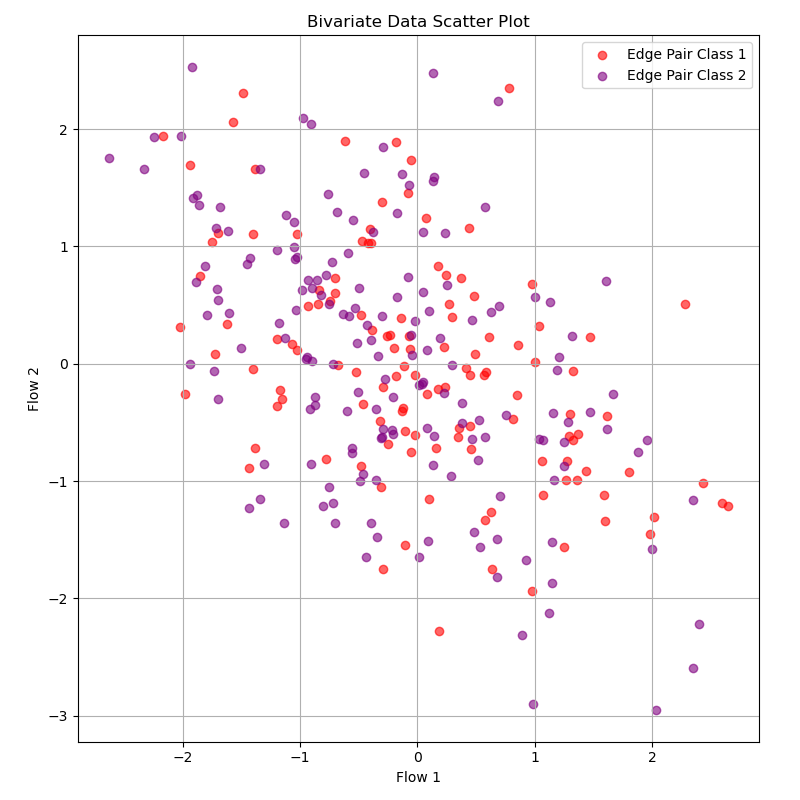 Bivariate Data Scatter Plot
Edge Pair Class 1
Edge Pair Class 2
Flow 2
2
1
0
−1
−2
−3
−2
−1
0
1
2
Flow 1